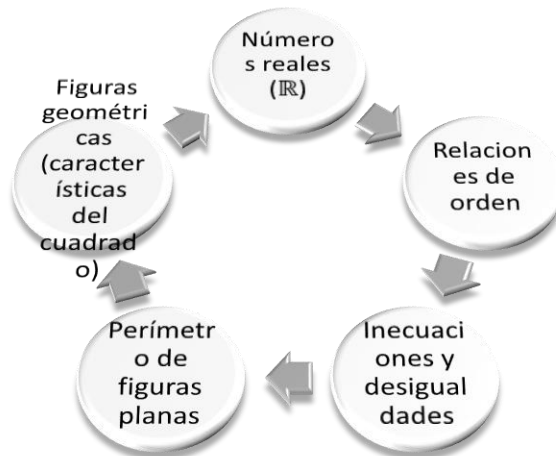 Número
s reales
(ℝ)
Relacion
es de
orden
Inecuaci
ones y
desigual
dades
Perímetr
o de
figuras
planas
Figuras
geométri
cas
(caracter
ísticas
del
cuadrad
o)